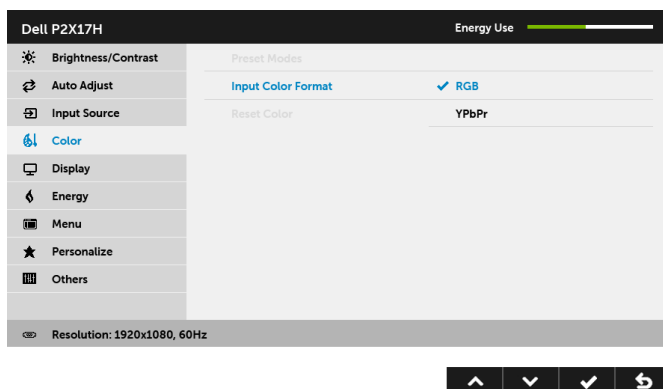 Dell P2X17H
Energy Use
Brightness/Contrast
Preset Modes
Auto Adjust
Input Color Format
RGB
Input Source
Reset Color
YPbPr
Color
Display
Energy
Menu
Personalize
Others
Resolution: 1920x1080, 60Hz